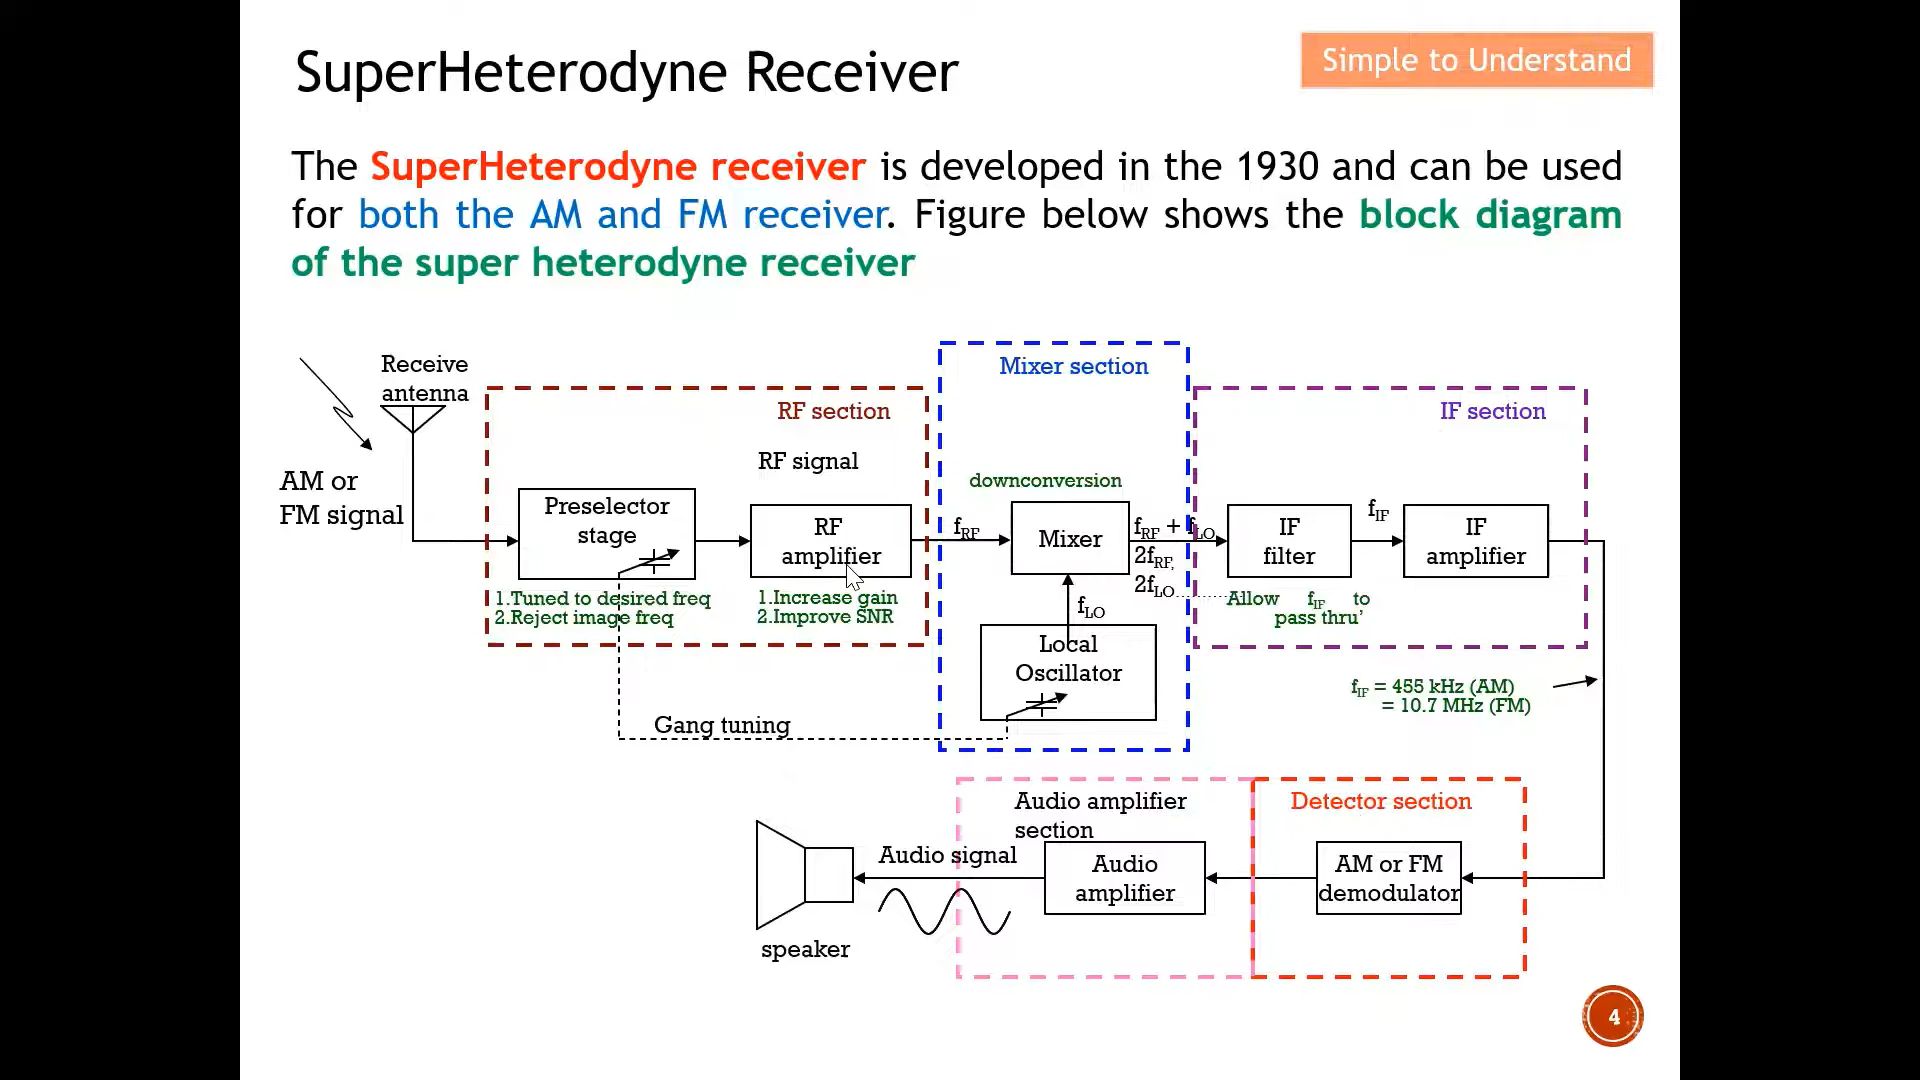 SuperHeterodyne Receiver
Simple to Understand
The SuperHeterodyne receiver is developed in the 1930 and can be used
for both the AM and FM receiver. Figure below shows the block diagram
of the super heterodyne receiver
Receive
antenna
AM or
FM signal
RF section
RF signal
Preselector
stage
1.Tuned to desired freq
2.Reject image freq
RF
amplifier
1.Increase gain
2.Improve SNR
Gang tuning
Mixer section
downconversion
fRF
Mixer
fRF + fLO
2fRF,
2fLO
fLO
Local
Oscillator
IF section
IF
filter
Allow fIF to
pass thru’
fIF
IF
amplifier
fIF = 455 kHz (AM)
= 10.7 MHz (FM)
Detector section
AM or FM
demodulator
Audio amplifier
section
Audio
amplifier
Audio signal
speaker
4